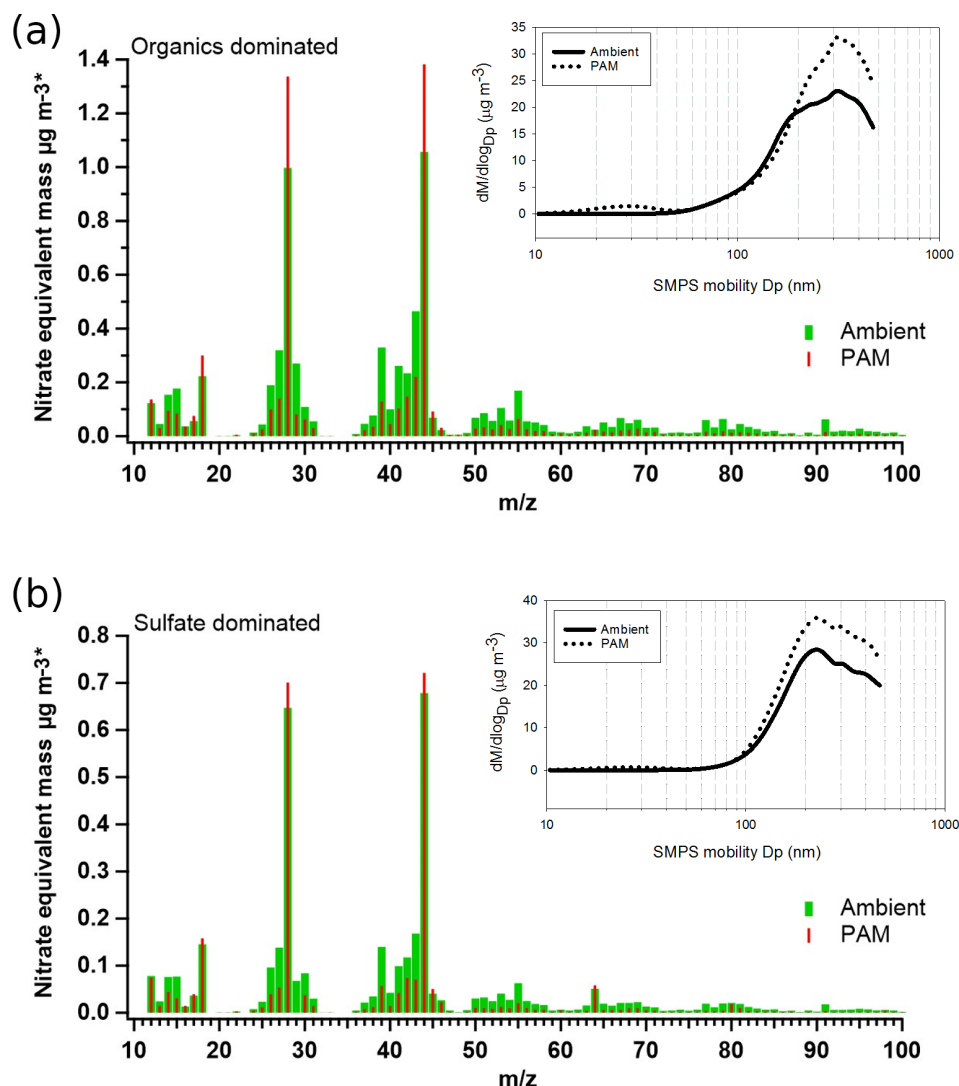 (a)
Organics dominated
Nitrate equivalent mass µg m-3*
1.4
1.2
1.0
0.8
0.6
0.4
0.2
0.0
10 20 30 40 50 60 70 80 90 100
m/z
Ambient
PAM
dM/dlogDp (µg m-3)
35
30
25
20
15
10
5
0
10 100 1000
SMPS mobility Dp (nm)
Ambient
PAM
(b)
Sulfate dominated
Nitrate equivalent mass µg m-3*
0.8
0.7
0.6
0.5
0.4
0.3
0.2
0.1
0.0
10 20 30 40 50 60 70 80 90 100
m/z
Ambient
PAM
dM/dlogDp (µg m-3)
40
30
20
10
0
10 100 1000
SMPS mobility Dp (nm)
Ambient
PAM